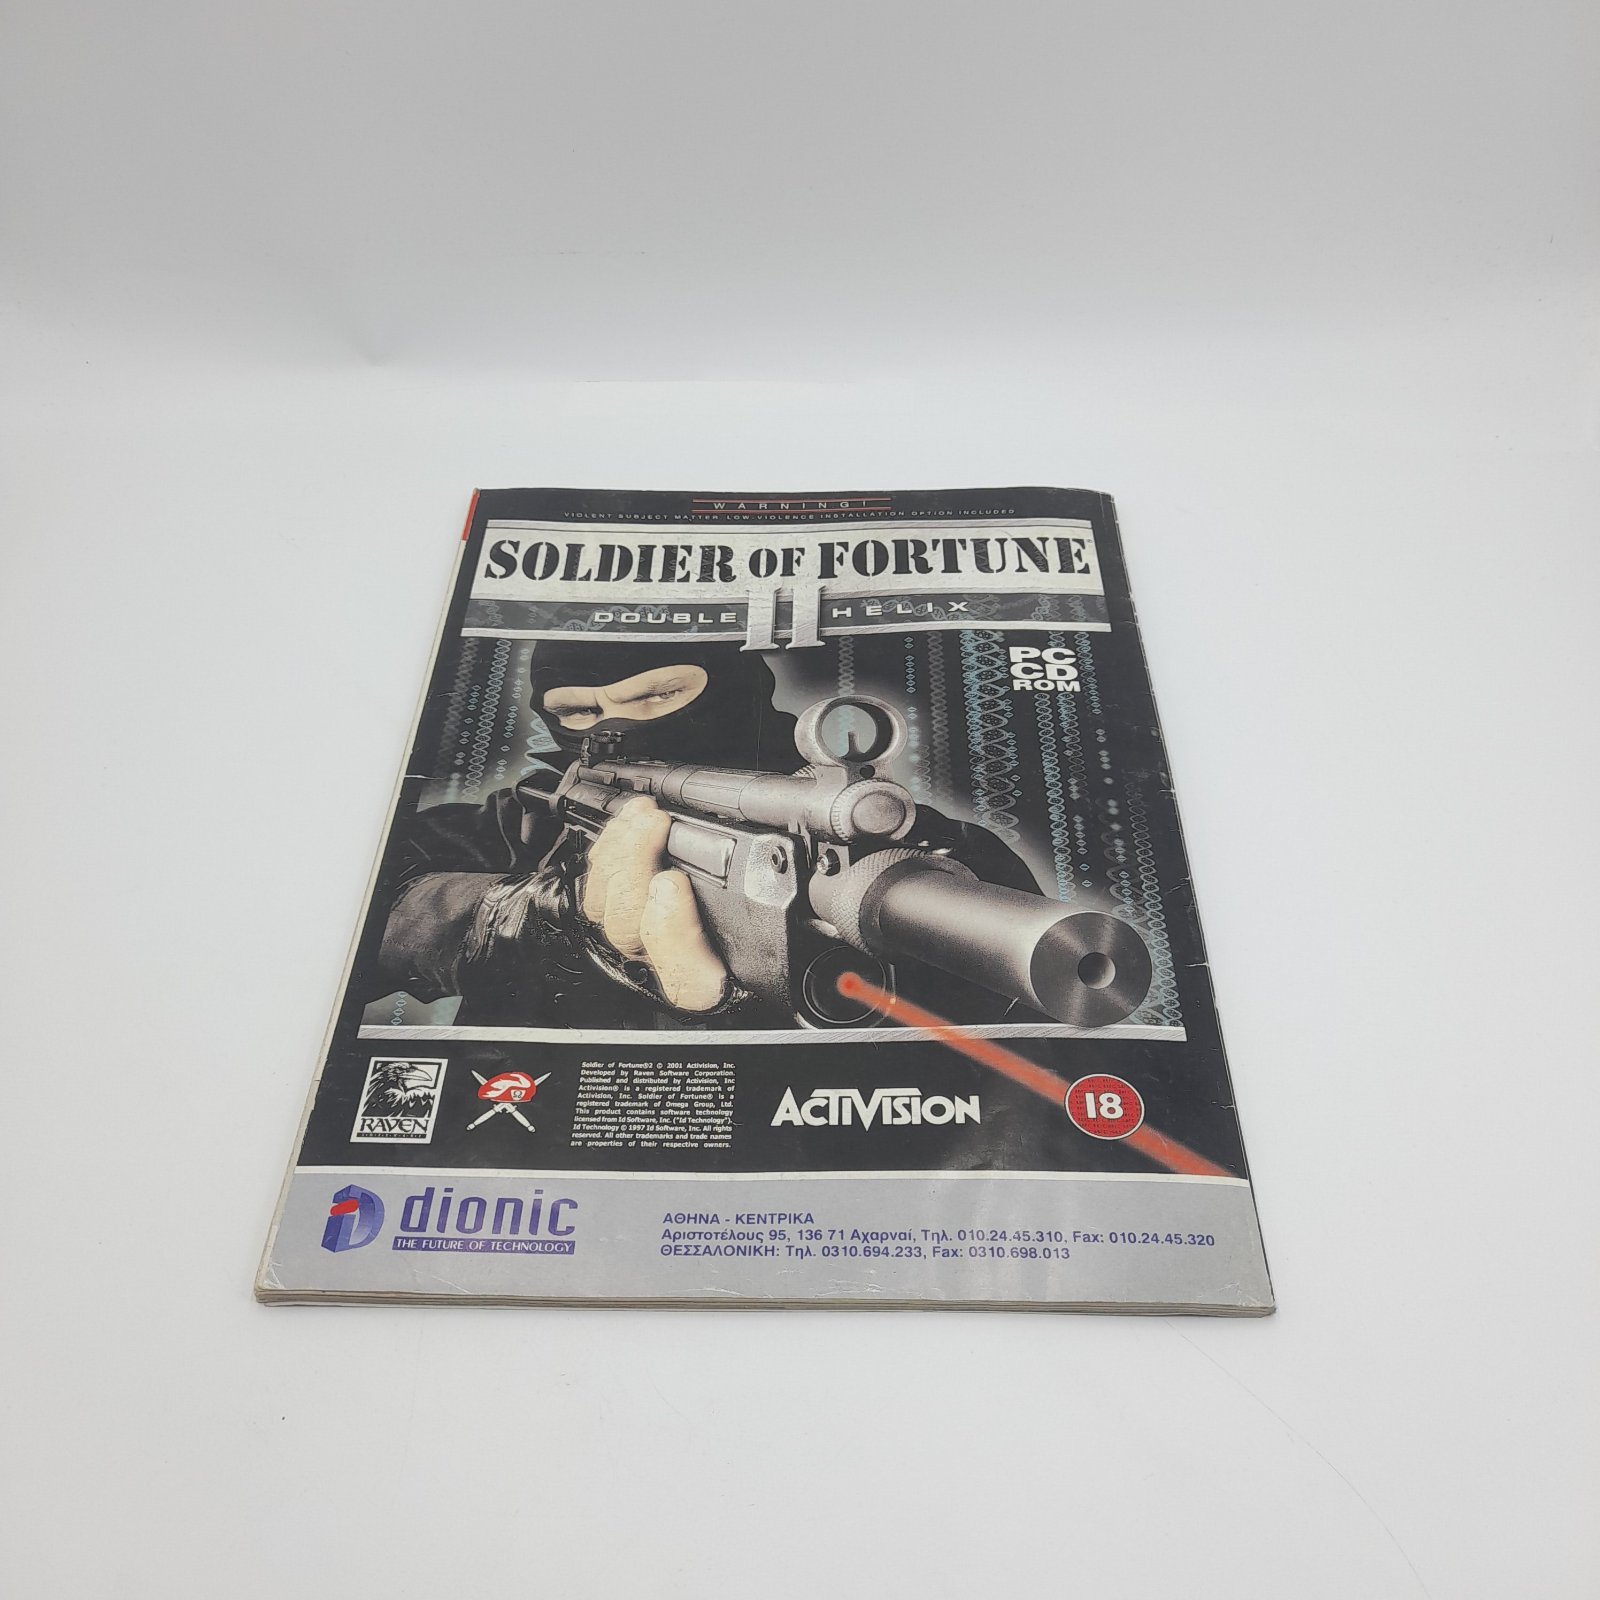 WARNING!
VIOLENT SUBJECT MATTER. LOW-VIOLENCE INSTALLATION OPTION INCLUDED
SOLDIER OF FORTUNE
II
DOUBLE HELIX
PC
CD
ROM
RAVEN
Soldier of Fortune®2 © 2001 Activision, Inc.
Developed by Raven Software Corporation.
Published and distributed by Activision, Inc
Activision® is a registered trademark of
Activision, Inc. Soldier of Fortune® is a
registered trademark of Omega Group, Ltd.
This product contains software technology
licensed from Id Software, Inc. ("Id Technology").
Id Technology © 1997 Id Software, Inc. All rights
reserved. All other trademarks and trade names
are properties of their respective owners.
ACTIVISION
18
dionic
THE FUTURE OF TECHNOLOGY
ΑΘΗΝΑ - ΚΕΝΤΡΙΚΑ
Αριστοτέλους 95, 136 71 Αχαρναί, Τηλ. 010.24.45.310, Fax: 010.24.45.320
ΘΕΣΣΑΛΟΝΙΚΗ: Τηλ. 0310.694.233, Fax: 0310.698.013